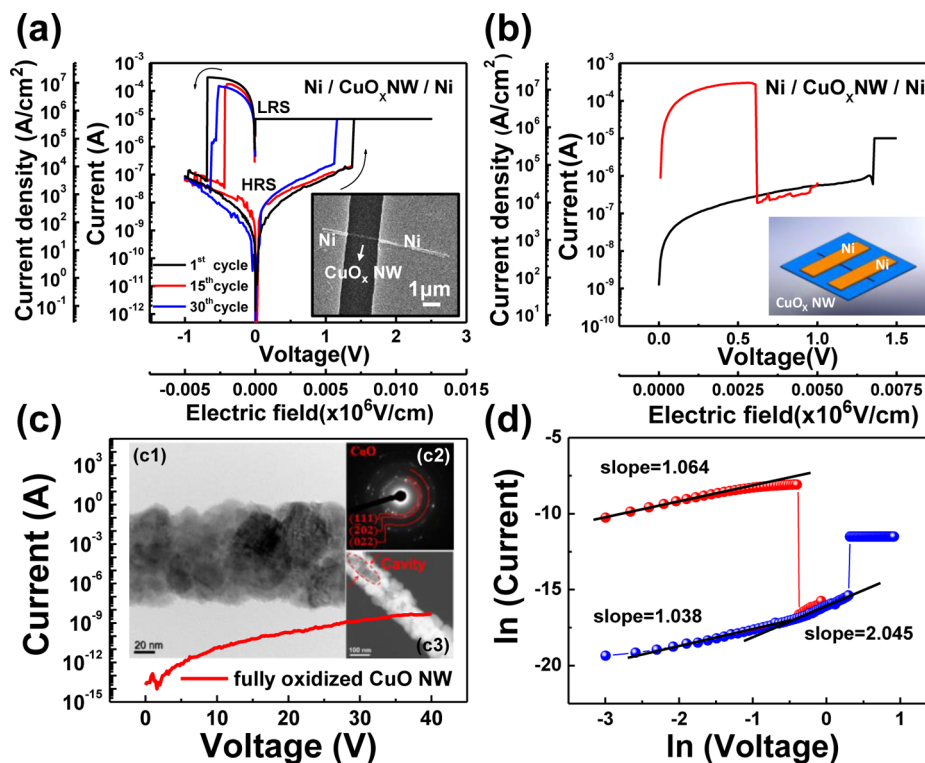 (a)
Current density (A/cm²)
10⁷
10⁶
10⁵
10⁴
10³
10²
10¹
10⁰
10⁻¹
Current (A)
10⁻³
10⁻⁴
10⁻⁵
10⁻⁶
10⁻⁷
10⁻⁸
10⁻⁹
10⁻¹⁰
10⁻¹¹
10⁻¹²
Ni / CuOₓNW / Ni
LRS
HRS
1ˢᵗ cycle
15ᵗʰcycle
30ᵗʰcycle
Ni
Ni
CuOₓ NW
1μm
-1 0 1 2 3
Voltage(V)
-0.005 0.000 0.005 0.010 0.015
Electric field(x10⁶V/cm)
(b)
Current density (A/cm²)
10⁷
10⁶
10⁵
10⁴
10³
10²
10¹
Current(A)
10⁻³
10⁻⁴
10⁻⁵
10⁻⁶
10⁻⁷
10⁻⁸
10⁻⁹
10⁻¹⁰
Ni / CuOₓNW / Ni
Ni
Ni
CuOₓ NW
0.0 0.5 1.0 1.5
Voltage(V)
0.0000 0.0025 0.0050 0.0075
Electric field(x10⁶V/cm)
(c)
Current (A)
10³
10⁰
10⁻³
10⁻⁶
10⁻⁹
10⁻¹²
10⁻¹⁵
(c1)
20 nm
(c2)
CuO
(111)
(202)
(022)
Cavity
(c3)
100 nm
fully oxidized CuO NW
0 10 20 30 40
Voltage (V)
(d)
ln (Current)
-5
-10
-15
-20
slope=1.064
slope=1.038
slope=2.045
-3 -2 -1 0 1
ln (Voltage)